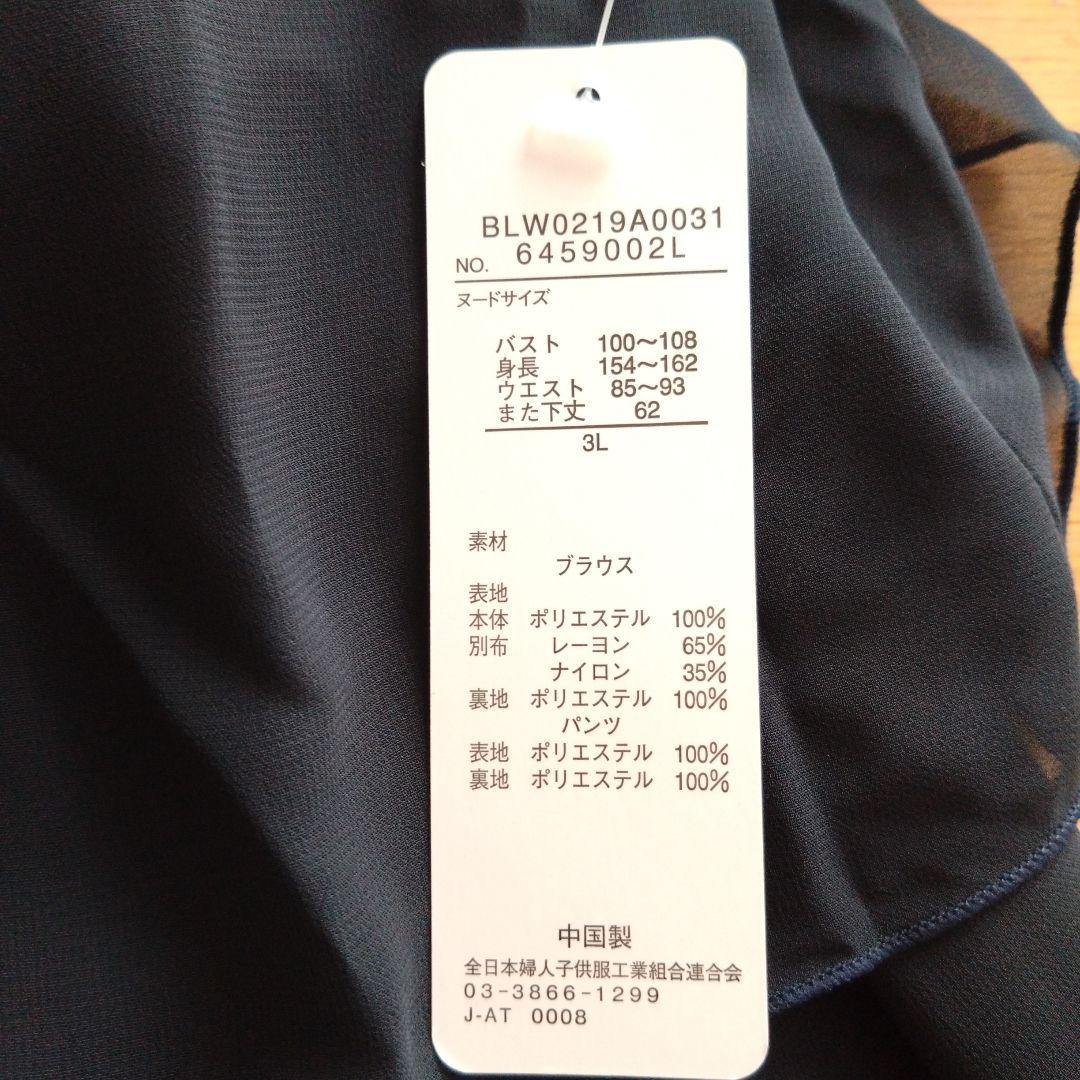 BLW0219A0031
NO. 6459002L
ヌードサイズ
バスト 100～108
身長 154～162
ウエスト 85～93
また下丈 62
3L
素材
ブラウス
表地
本体 ポリエステル 100%
別布 レーヨン 65%
ナイロン 35%
裏地 ポリエステル 100%
パンツ
表地 ポリエステル 100%
裏地 ポリエステル 100%
中国製
全日本婦人子供服工業組合連合会
03-3866-1299
J-AT 0008